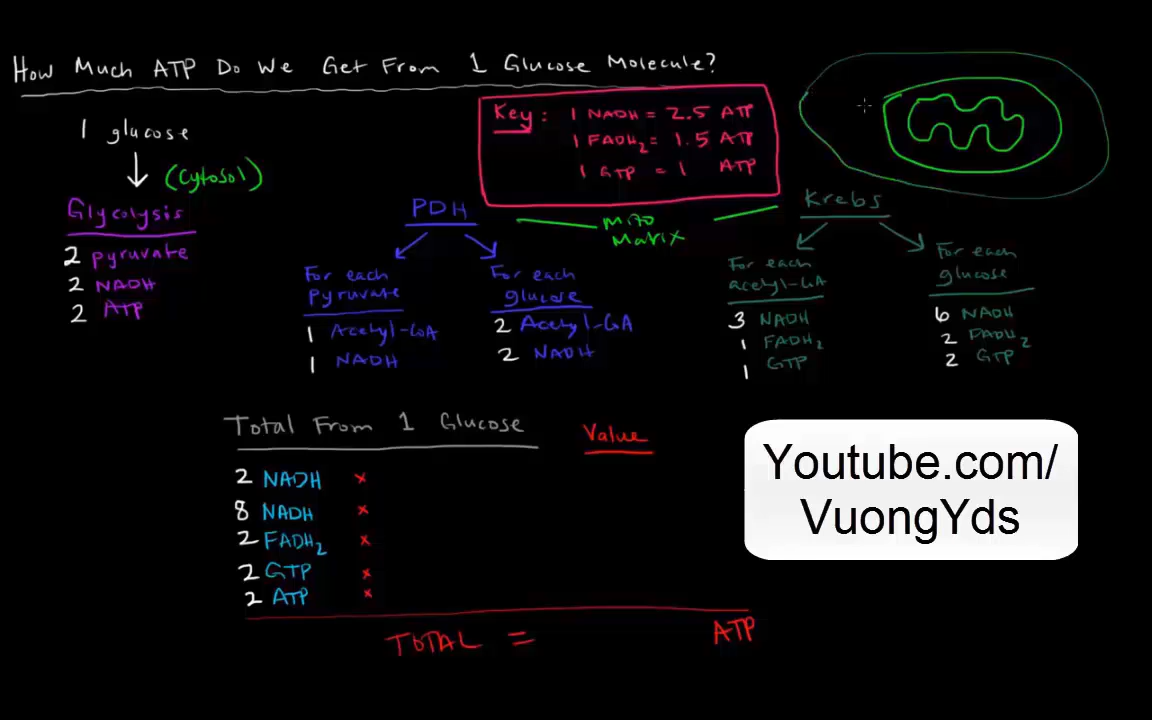 How Much ATP Do We Get From 1 Glucose Molecule?
1 glucose
(cytosol)
Glycolysis
2 pyruvate
2 NADH
2 ATP
Key: 1 NADH = 2.5 ATP
1 FADH₂ = 1.5 ATP
1 GTP = 1 ATP
PDH
Mito
Matrix
Krebs
For each
pyruvate
1 Acetyl-CoA
1 NADH
For each
glucose
2 Acetyl-CoA
2 NADH
For each
acetyl-CoA
3 NADH
1 FADH₂
1 GTP
For each
glucose
6 NADH
2 FADH₂
2 GTP
Total From 1 Glucose
Value
2 NADH x
8 NADH x
2 FADH₂ x
2 GTP x
2 ATP x
TOTAL = ATP
Youtube.com/
VuongYds